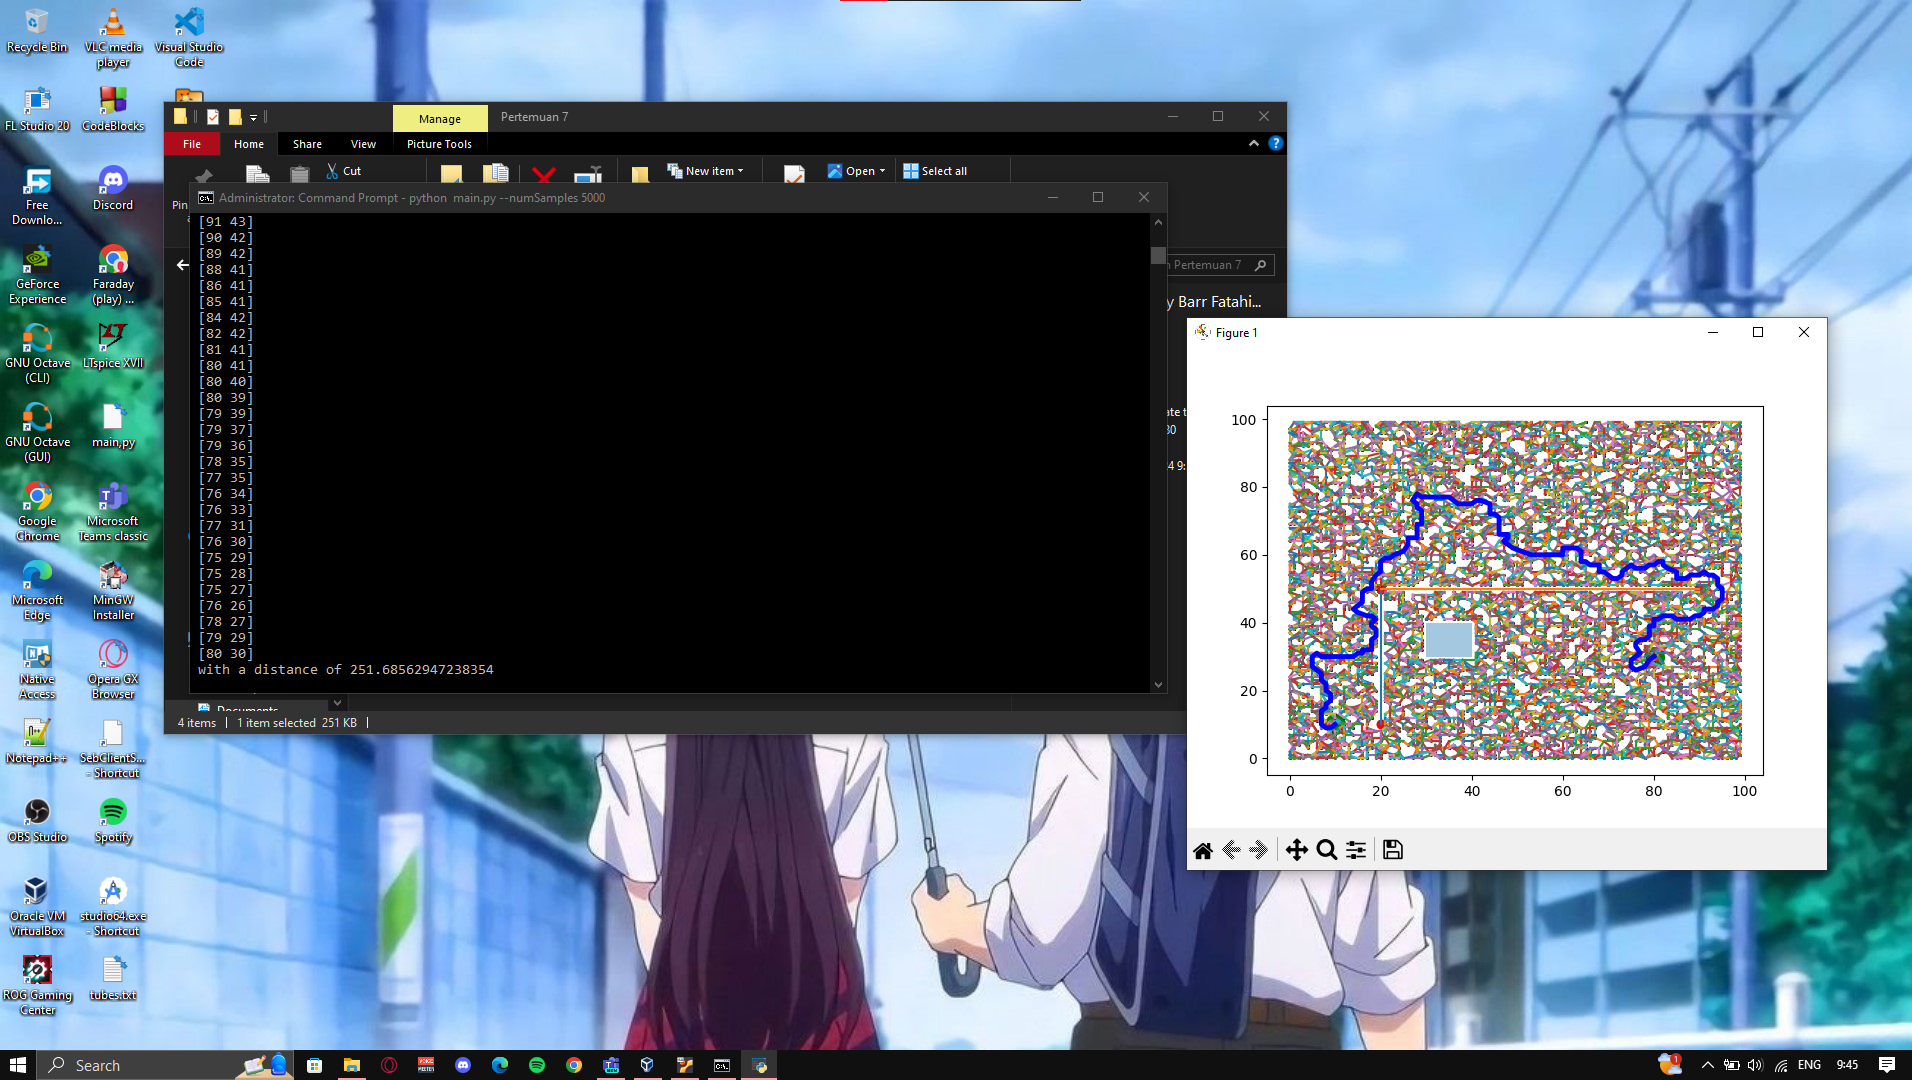 Recycle Bin
VLC media
player
Visual Studio
Code
FL Studio 20
CodeBlocks
Free
Downlo...
Discord
GeForce
Experience
Faraday
(play) ...
GNU Octave
(CLI)
LTspice XVII
GNU Octave
(GUI)
main.py
Google
Chrome
Microsoft
Teams classic
Microsoft
Edge
MinGW
Installer
Native
Access
Opera GX
Browser
Notepad++
SebClientS...
- Shortcut
OBS Studio
Spotify
Oracle VM
VirtualBox
studio64.exe
- Shortcut
ROG Gaming
Center
tubes.txt
Manage
Pertemuan 7
File
Home
Share
View
Picture Tools
Cut
New item
Open
Select all
Pin
Pertemuan 7
y Barr Fatahi...
ate t
30
4 9:
Documents
4 items
1 item selected 251 KB
Administrator: Command Prompt - python main.py --numSamples 5000
[91 43]
[90 42]
[89 42]
[88 41]
[86 41]
[85 41]
[84 42]
[82 42]
[81 41]
[80 41]
[80 40]
[80 39]
[79 39]
[79 37]
[79 36]
[78 35]
[77 35]
[76 34]
[76 33]
[77 31]
[76 30]
[75 29]
[75 28]
[75 27]
[76 26]
[78 27]
[79 29]
[80 30]
with a distance of 251.68562947238354
Figure 1
100
80
60
40
20
0
0 20 40 60 80 100
Search
ENG
9:45